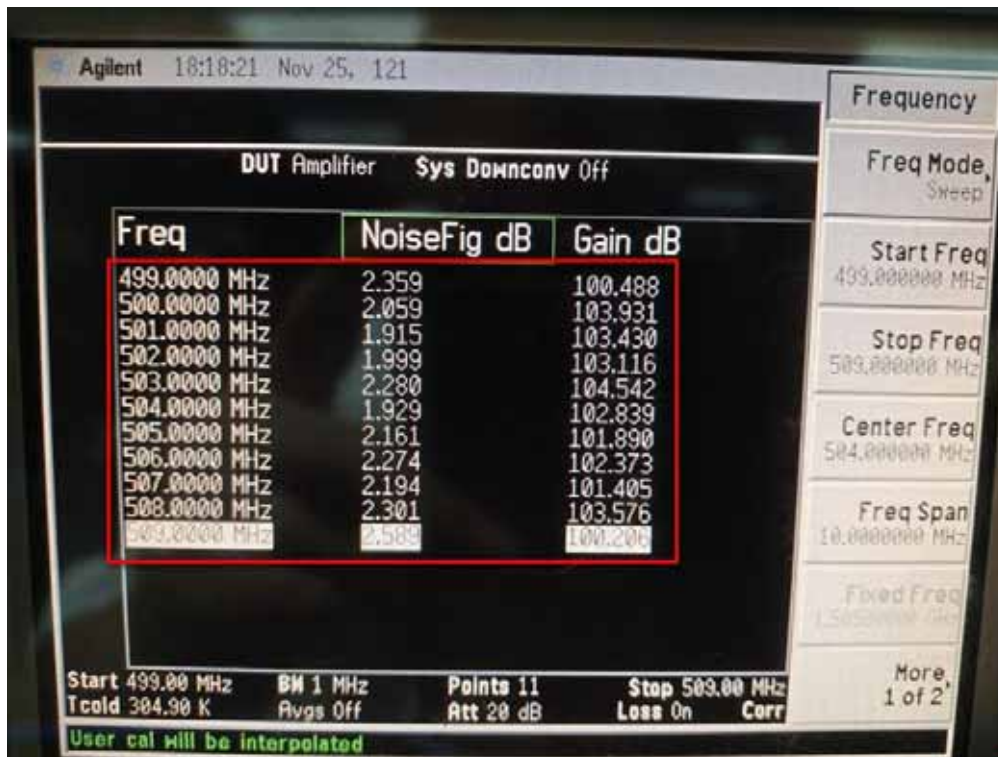 Agilent 18:18:21 Nov 25, 121
Frequency
DUT Amplifier Sys Downconv Off
Freq Mode
Sweep
Freq NoiseFig dB Gain dB
499.0000 MHz 2.359 100.488
500.0000 MHz 2.059 103.931
501.0000 MHz 1.915 103.430
502.0000 MHz 1.999 103.116
503.0000 MHz 2.280 104.542
504.0000 MHz 1.929 102.839
505.0000 MHz 2.161 101.890
506.0000 MHz 2.274 102.373
507.0000 MHz 2.194 101.405
508.0000 MHz 2.301 103.576
509.0000 MHz 2.589 100.206
Start Freq
499.000000 MHz
Stop Freq
509.000000 MHz
Center Freq
504.000000 MHz
Freq Span
10.0000000 MHz
Fixed Freq
More
1 of 2
Start 499.00 MHz BW 1 MHz Points 11 Stop 509.00 MHz
Tcold 304.90 K Avgs Off Att 20 dB Loss On Corr
User cal will be interpolated